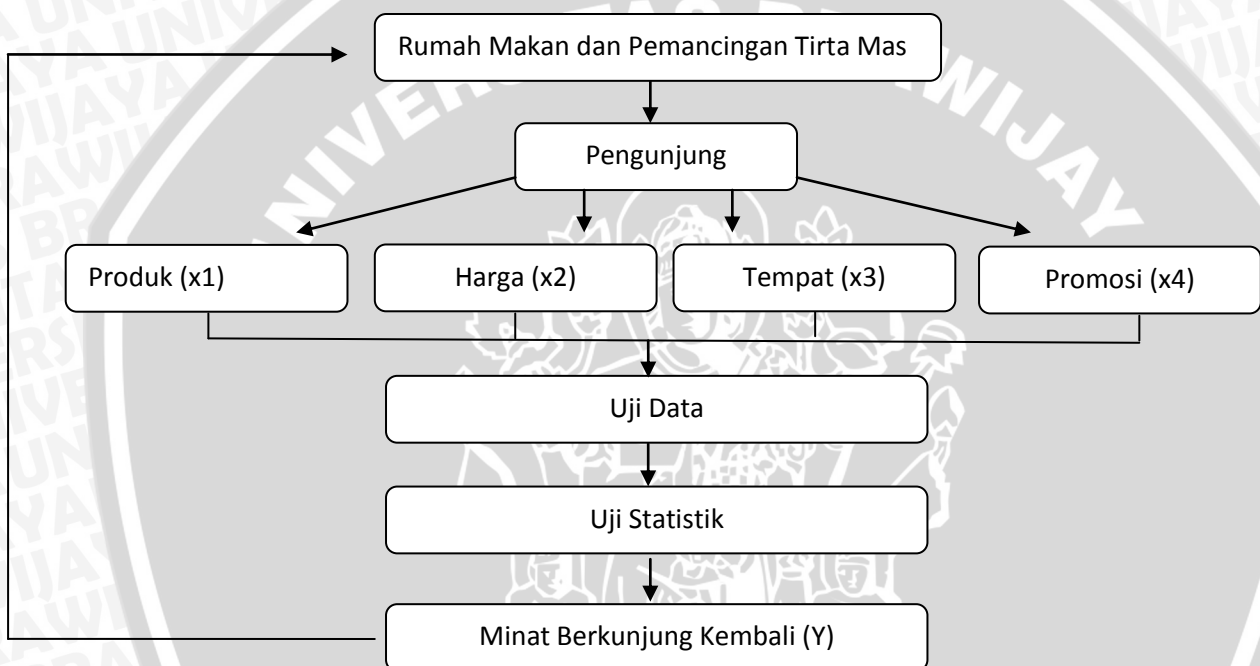 Rumah Makan dan Pemancingan Tirta Mas
Pengunjung
Produk (x1)
Harga (x2)
Tempat (x3)
Promosi (x4)
Uji Data
Uji Statistik
Minat Berkunjung Kembali (Y)